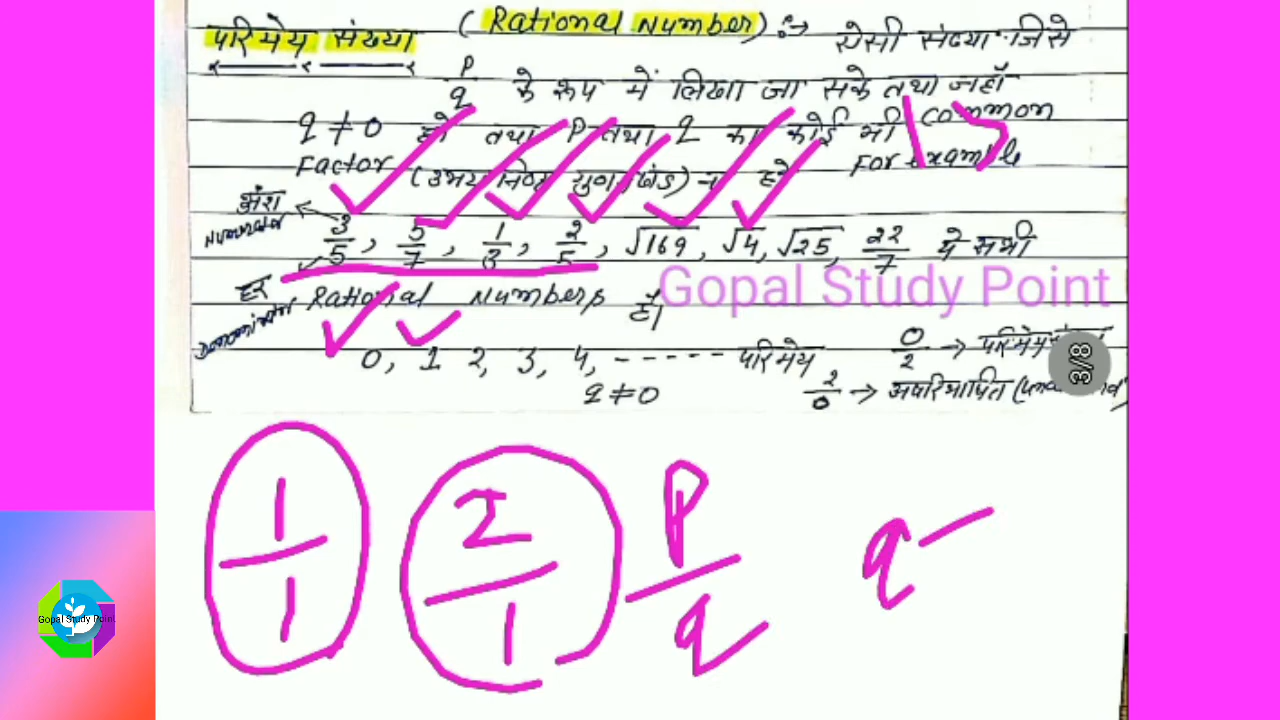 परिमेय संख्या (Rational Number) :→ ऐसी संख्या जिसे
p/q के रूप में लिखा जा सके तथा जहाँ
q ≠ 0 हो तथा P तथा q का कोई भी common
Factor (उभयनिष्ठ गुणनखंड) न हो For example
अंश
Numerator
3/5, 5/7, 1/3, 2/5, √169, √4, √25, 22/7 ये सभी
हर Rational Numbers हैं।
Denominator
Gopal Study Point
0, 1 2, 3, 4, ------ परिमेय 0/2 → परिमेय
q ≠ 0 2/0 → अपरिभाषित
3/8
1/1 2/1 P/q q
Gopal Study Point